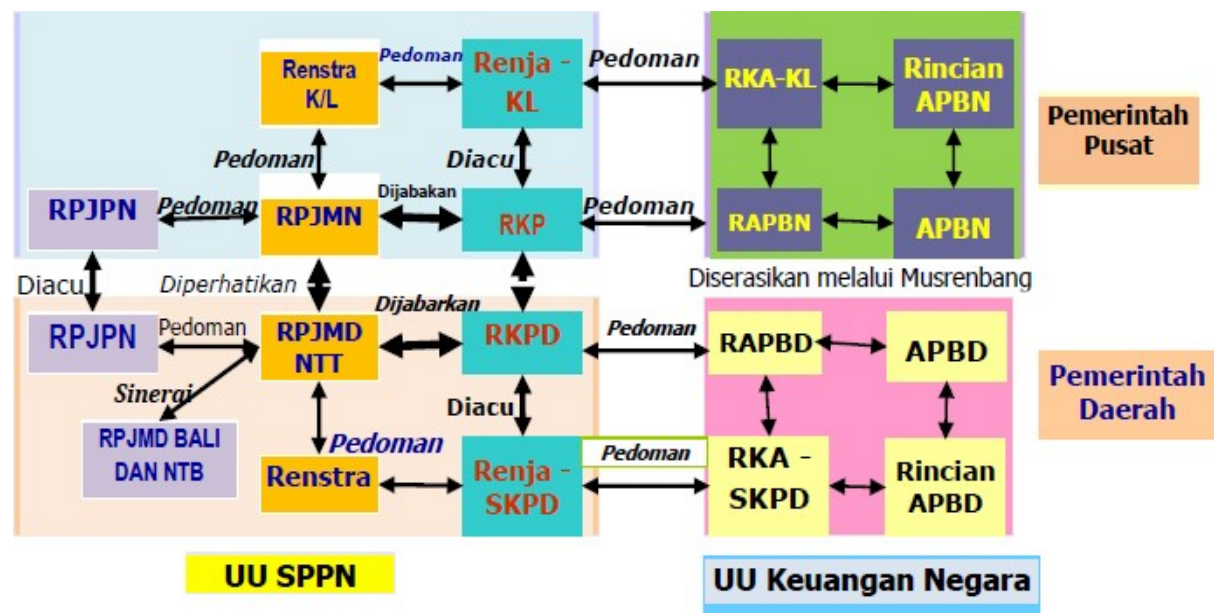 Renstra
K/L
Pedoman
Renja -
KL
Pedoman
RKA-KL
Rincian
APBN
Pemerintah
Pusat
Pedoman
Diacu
RPJPN
Pedoman
RPJMN
Dijabakan
RKP
Pedoman
RAPBN
APBN
Diacu
Diperhatikan
Diserasikan melalui Musrenbang
RPJPN
Pedoman
RPJMD
NTT
Dijabarkan
RKPD
Pedoman
RAPBD
APBD
Pemerintah
Daerah
Sinergi
Diacu
RPJMD BALI
DAN NTB
Renstra
Pedoman
Renja -
SKPD
Pedoman
RKA -
SKPD
Rincian
APBD
UU SPPN
UU Keuangan Negara